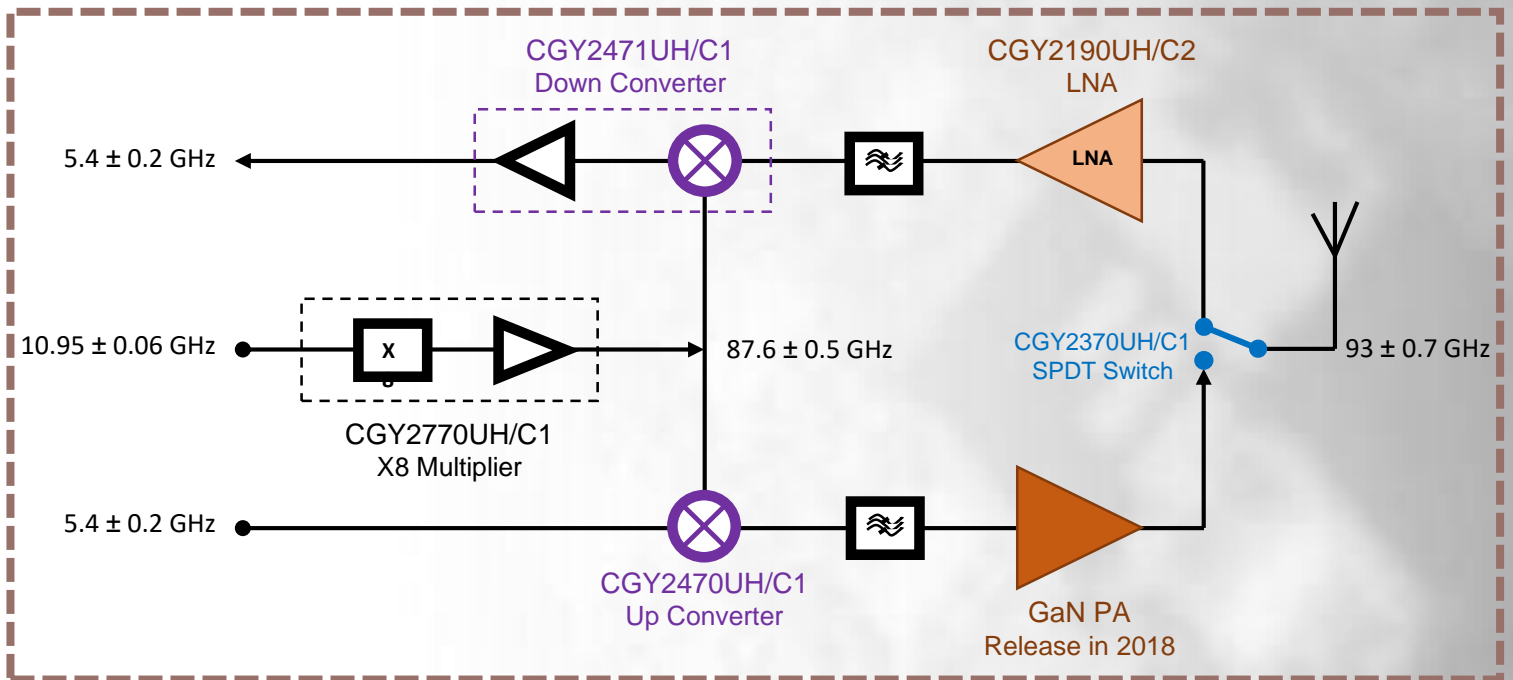 CGY2471UH/C1
Down Converter
CGY2190UH/C2
LNA
5.4 ± 0.2 GHz
LNA
10.95 ± 0.06 GHz
X
8
87.6 ± 0.5 GHz
CGY2370UH/C1
SPDT Switch
93 ± 0.7 GHz
CGY2770UH/C1
X8 Multiplier
5.4 ± 0.2 GHz
CGY2470UH/C1
Up Converter
GaN PA
Release in 2018